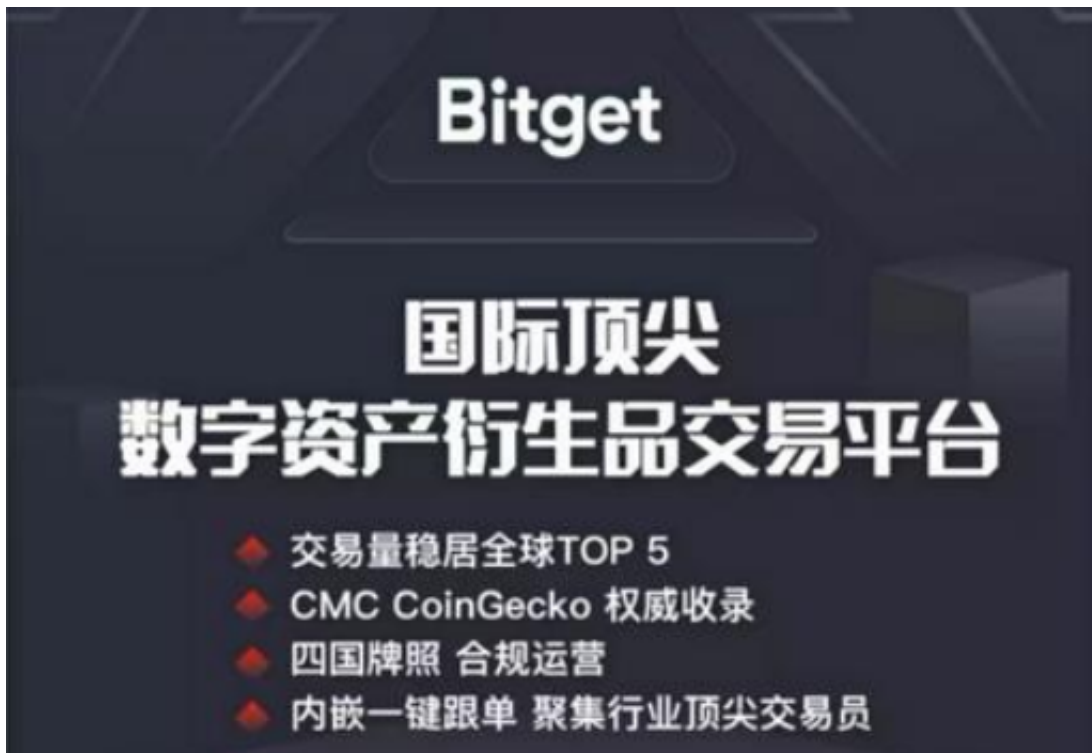 Bitget
国际顶尖
数字资产衍生品交易平台
交易量稳居全球TOP 5
CMC CoinGecko 权威收录
四国牌照 合规运营
内嵌一键跟单 聚集行业顶尖交易员